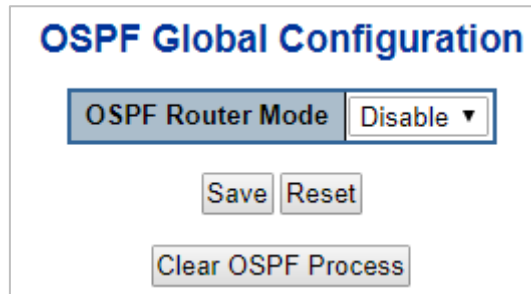 OSPF Global Configuration
OSPF Router Mode Disable ▼
Save Reset
Clear OSPF Process